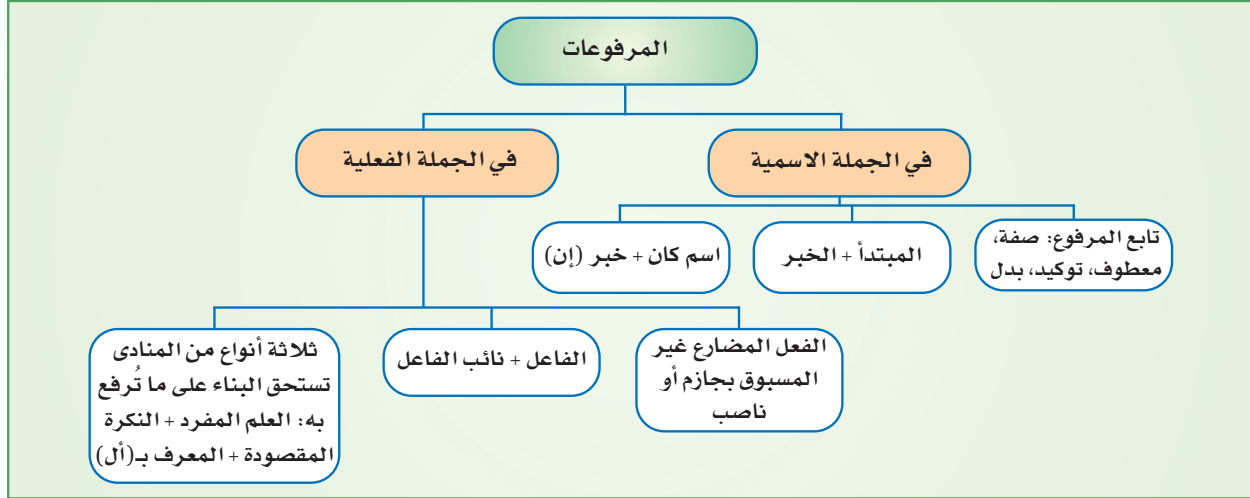 المرفوعات
في الجملة الاسمية
في الجملة الفعلية
تابع المرفوع: صفة،
معطوف، توكيد، بدل
المبتدأ + الخبر
اسم كان + خبر (إن)
الفعل المضارع غير
المسبوق بجازم أو
ناصب
الفاعل + نائب الفاعل
ثلاثة أنواع من المنادى
تستحق البناء على ما تُرفع
به: العلم المفرد + النكرة
المقصودة + المعرف بـ(أل)